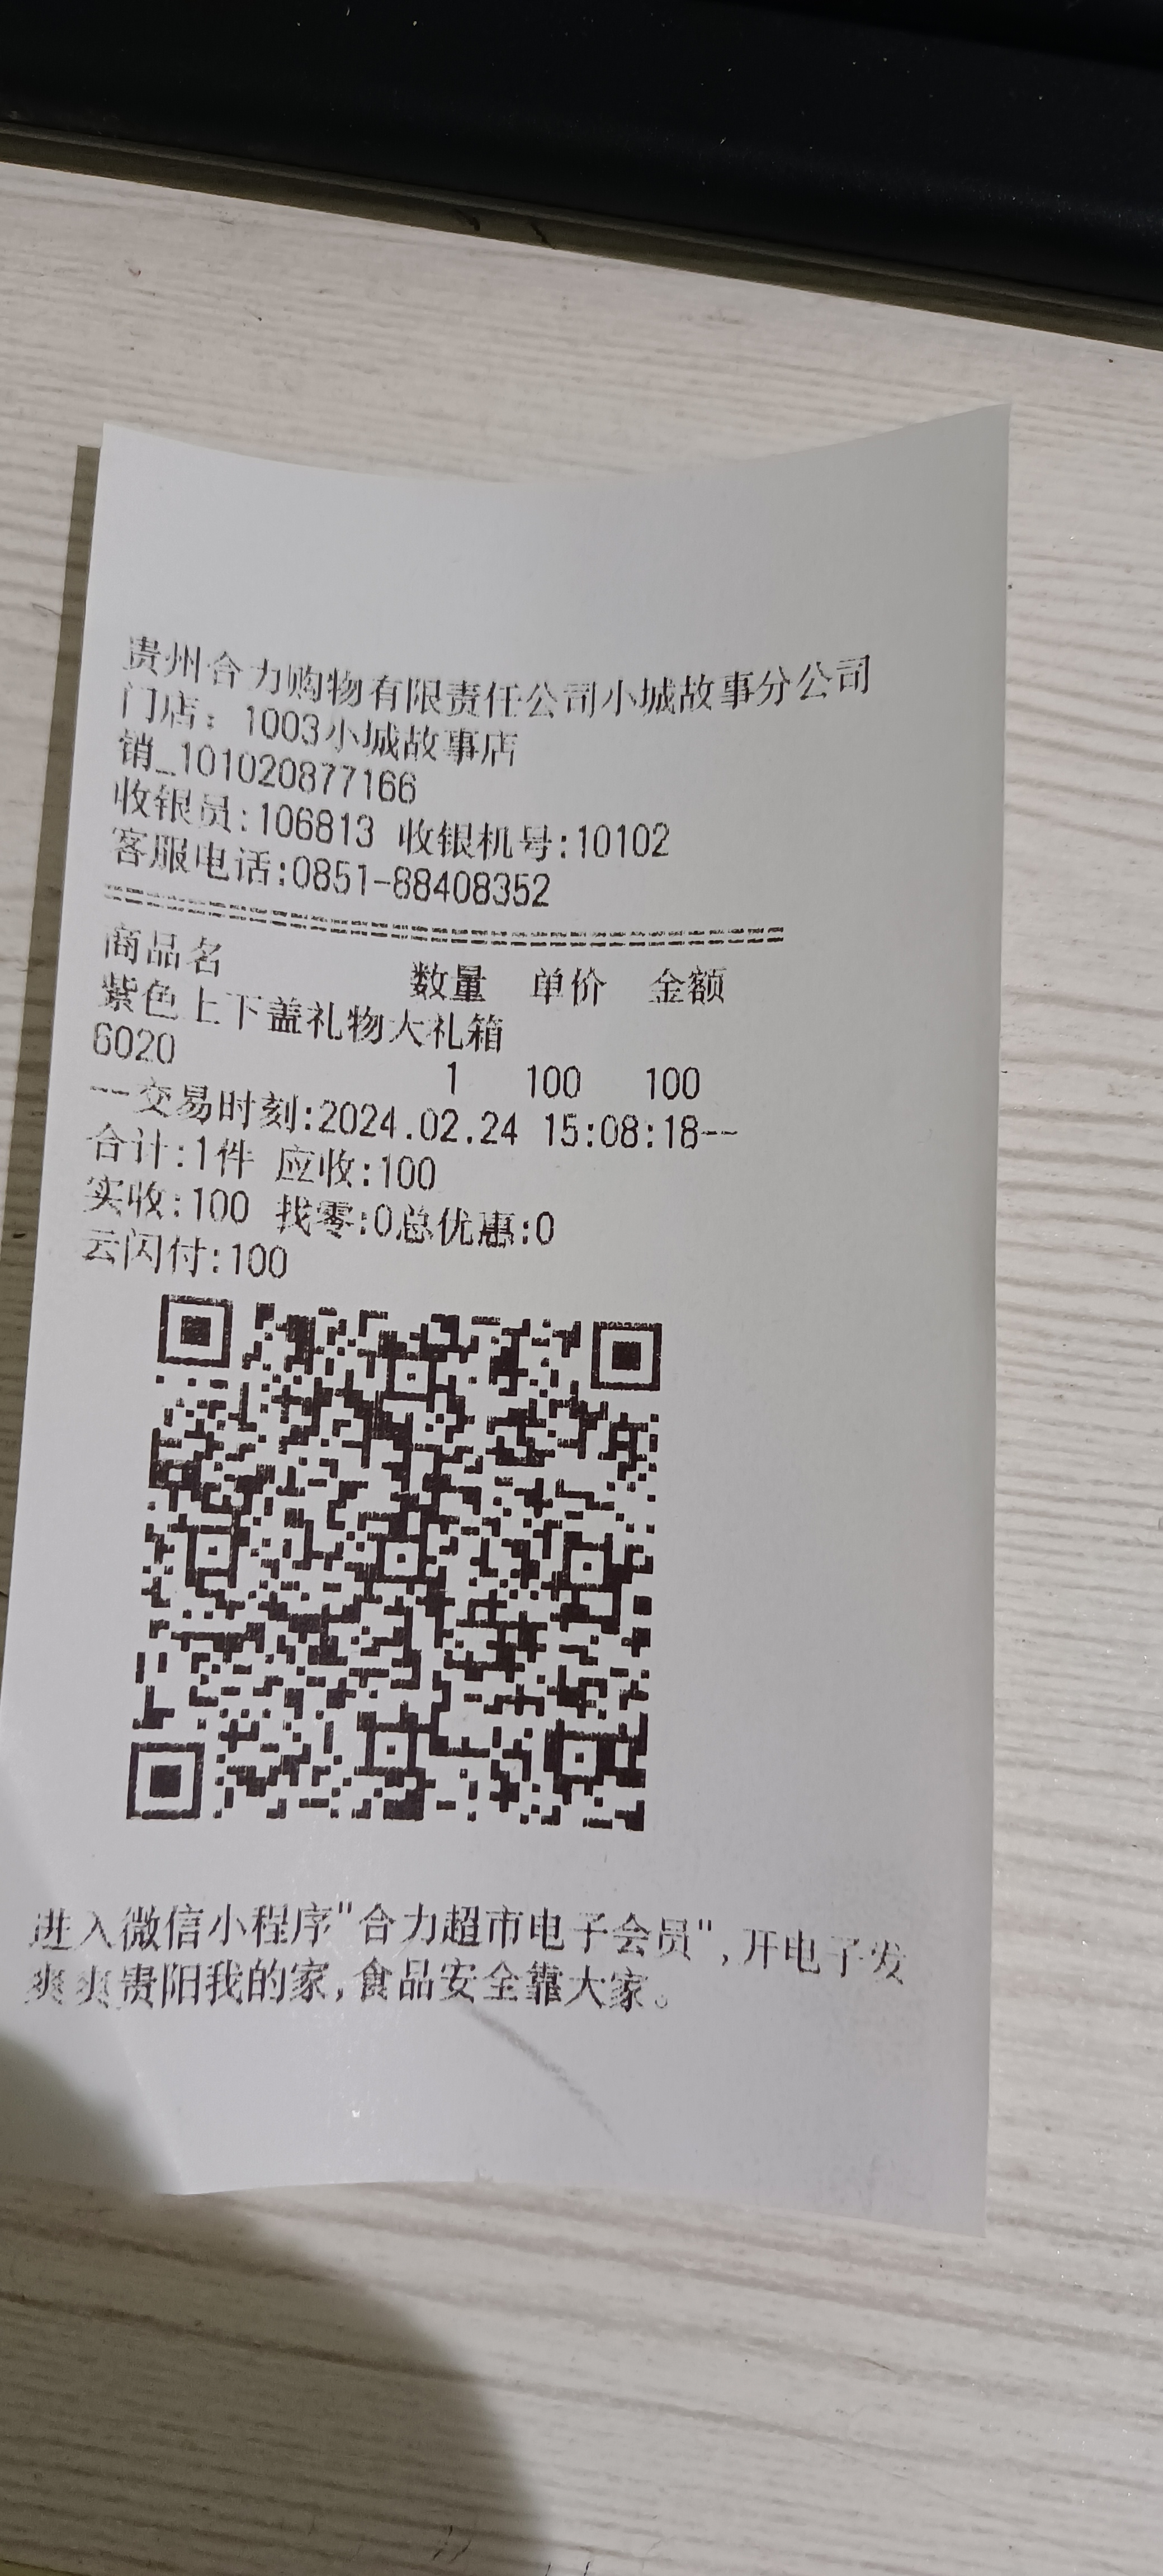 贵州合力购物有限责任公司小城故事分公司
门店：1003小城故事店
销_101020877166
收银员:106813 收银机号:10102
客服电话:0851-88408352
商品名 数量 单价 金额
紫色上下盖礼物大礼箱
6020
1 100 100
--交易时刻:2024.02.24 15:08:18--
合计:1件 应收:100
实收:100 找零:0总优惠:0
云闪付:100
进入微信小程序"合力超市电子会员",开电子发
爽爽贵阳我的家,食品安全靠大家。